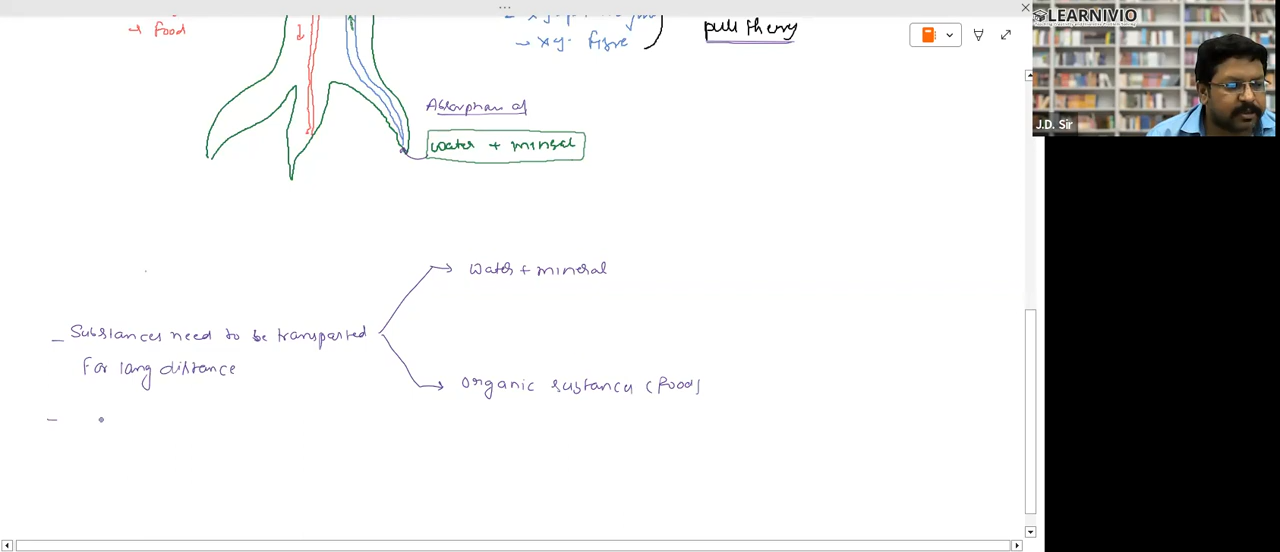 → Food
→ xy. fibre
pull theory
LEARNIVIO
J.D. Sir
Absorption of
Water + mineral
→ Water + mineral
– Substances need to be transported
For long distance
→ Organic sustances (food)
–